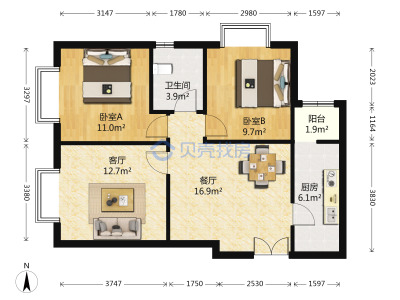 3147 1780 2980 1597
3297
3380
2023
1164
3830
卧室A
11.0m²
卫生间
3.9m²
卧室B
9.7m²
阳台
1.9m²
贝壳找房
客厅
12.7m²
餐厅
16.9m²
厨房
6.1m²
N
3747 1750 2530 1597